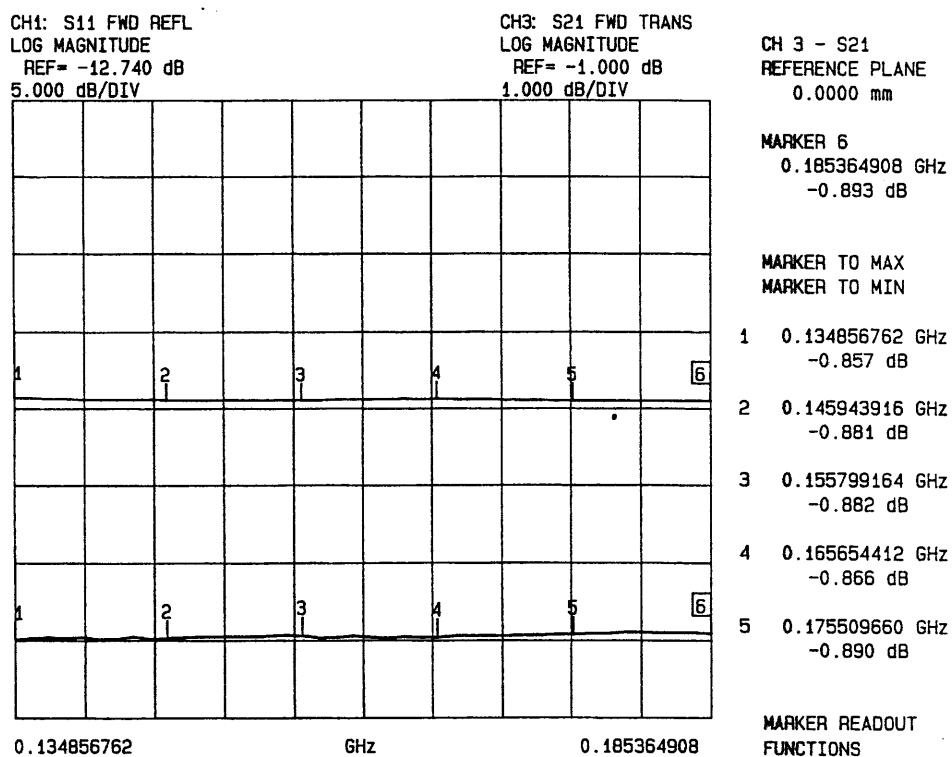 CH1: S11 FWD REFL
LOG MAGNITUDE
REF= -12.740 dB
5.000 dB/DIV
CH3: S21 FWD TRANS
LOG MAGNITUDE
REF= -1.000 dB
1.000 dB/DIV
CH 3 - S21
REFERENCE PLANE
0.0000 mm
MARKER 6
0.185364908 GHz
-0.893 dB
MARKER TO MAX
MARKER TO MIN
1 0.134856762 GHz
-0.857 dB
2 0.145943916 GHz
-0.881 dB
3 0.155799164 GHz
-0.882 dB
4 0.165654412 GHz
-0.866 dB
5 0.175509660 GHz
-0.890 dB
MARKER READOUT
FUNCTIONS
1 2 3 4 5 6
1 2 3 4 5 6
0.134856762 GHz 0.185364908